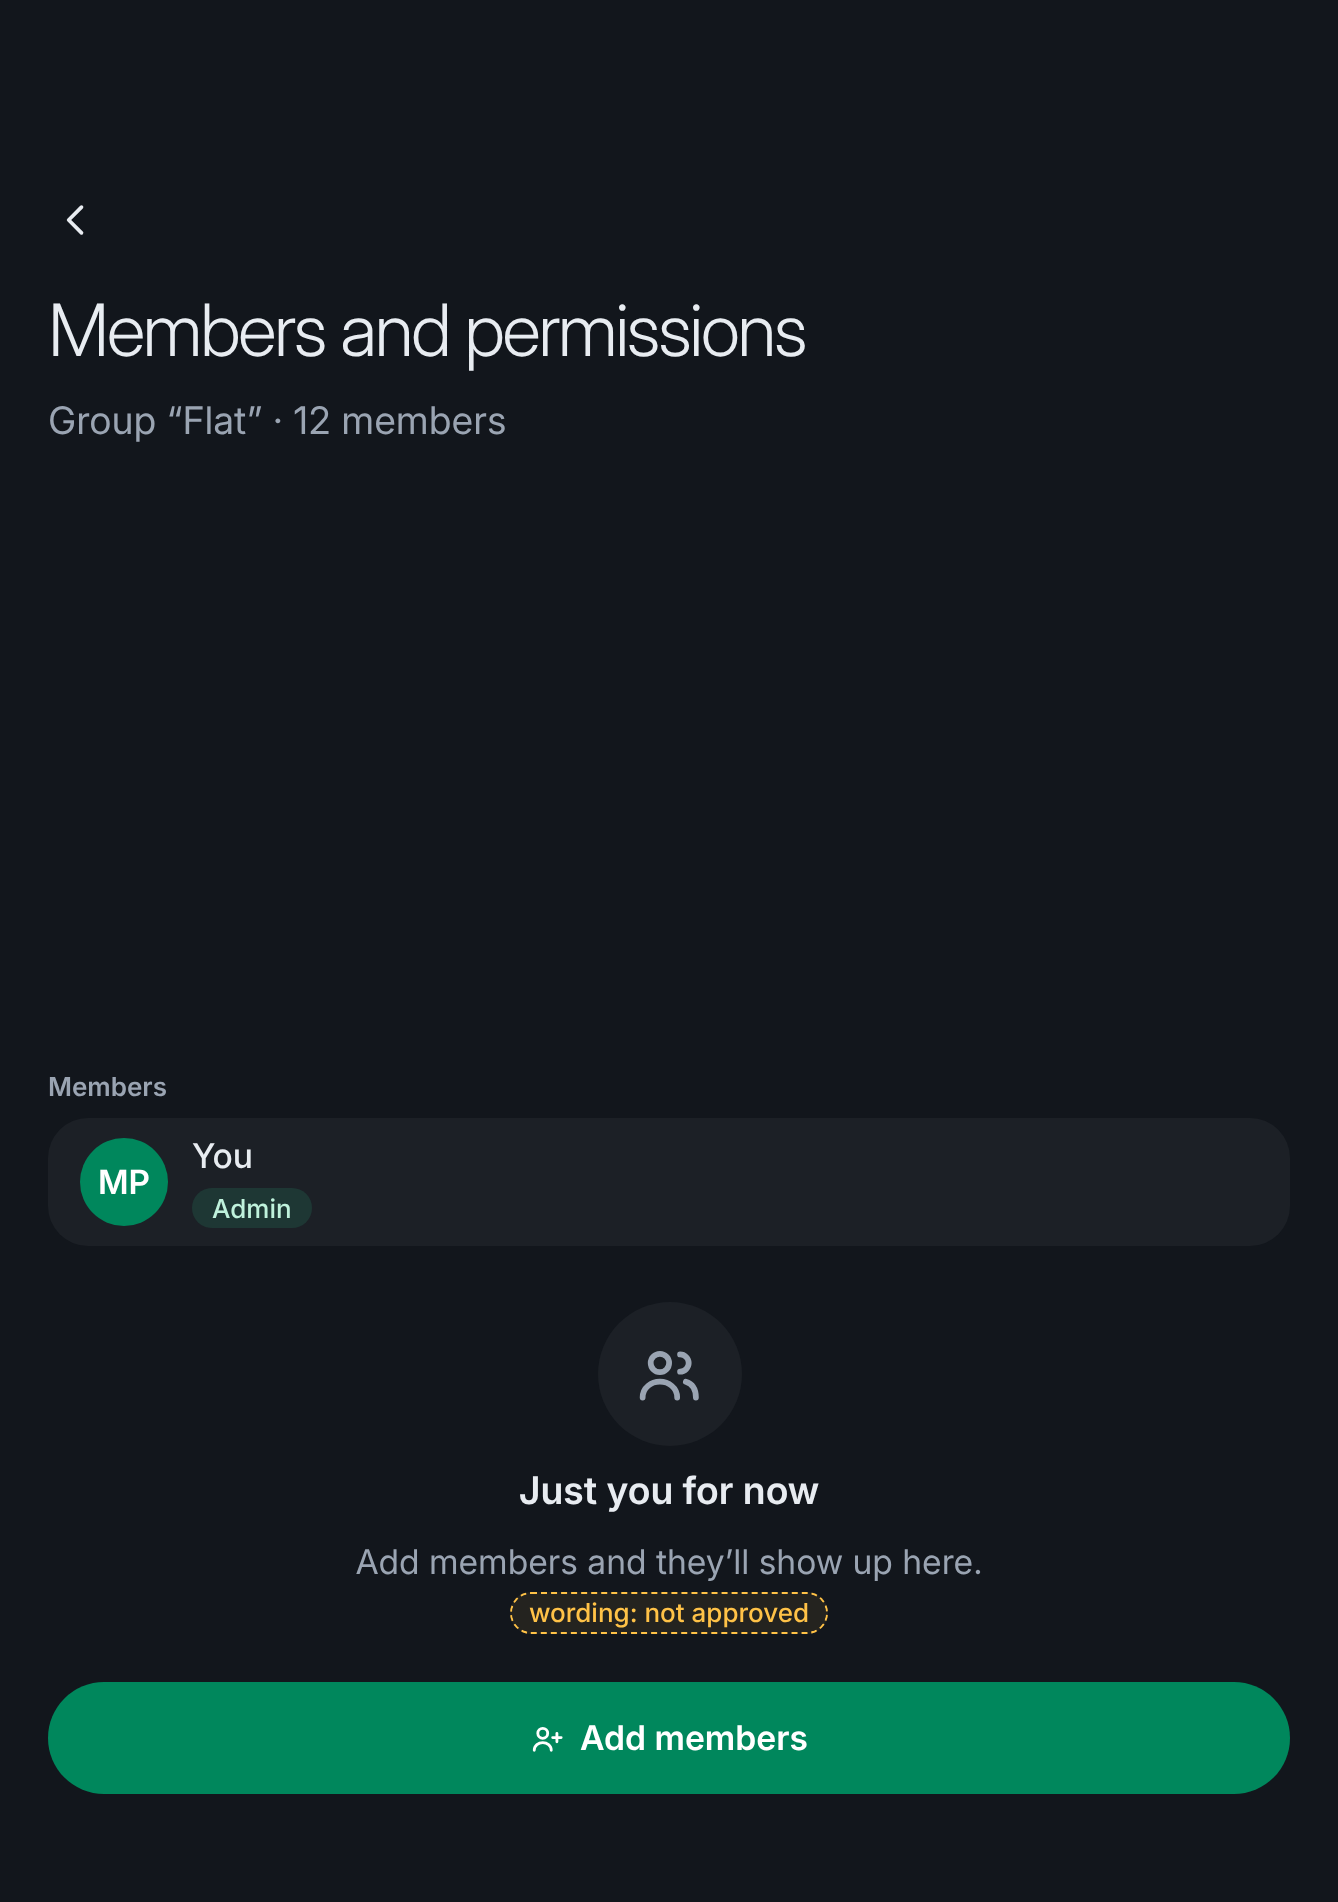 Members and permissions
Group “Flat” · 12 members
Members
MP
You
Admin
Just you for now
Add members and they’ll show up here.
wording: not approved
Add members